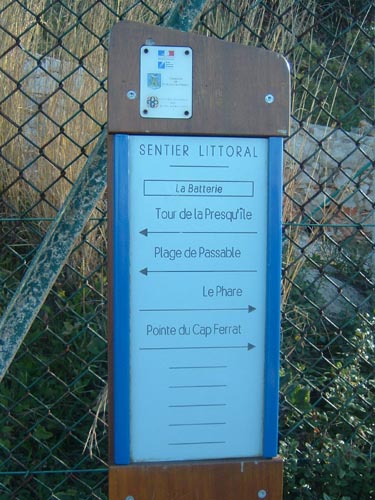 SENTIER LITTORAL
La Batterie
Tour de la Presqu'île
Plage de Passable
Le Phare
Pointe du Cap Ferrat